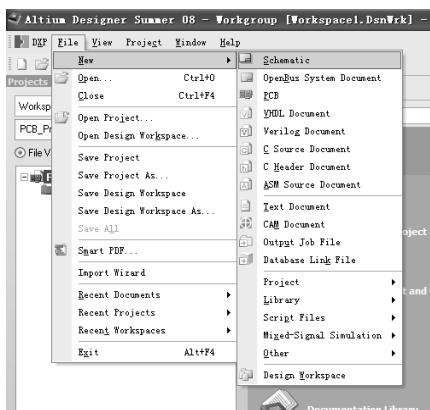 Altium Designer Summer 08 - Workgroup [Workspace1.DsnWrk] -
DXP File View Project Window Help
Projects
Worksp
PCB_Pr
File V
New
Open... Ctrl+O
Close Ctrl+F4
Open Project...
Open Design Workspace...
Save Project
Save Project As...
Save Design Workspace
Save Design Workspace As...
Save All
Smart PDF...
Import Wizard
Recent Documents
Recent Projects
Recent Workspaces
Exit Alt+F4
Schematic
OpenBus System Document
PCB
VHDL Document
Verilog Document
C Source Document
C Header Document
ASM Source Document
Text Document
CAM Document
Output Job File
Database Link File
Project
Library
Script Files
Mixed-Signal Simulation
Other
Design Workspace
oject
t and
Documentation Library